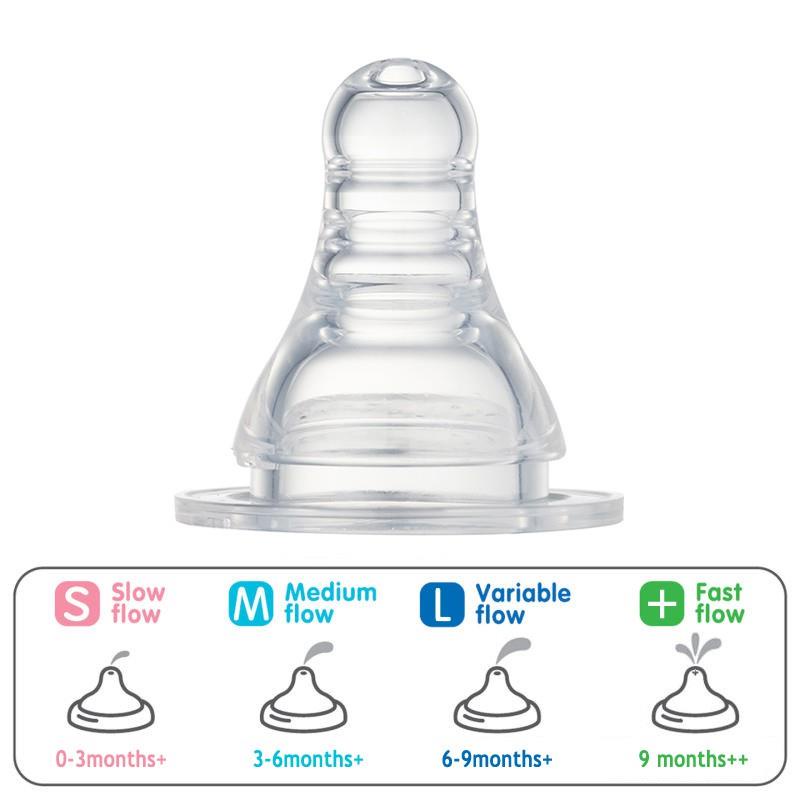 S Slow
flow
M Medium
flow
L Variable
flow
+ Fast
flow
0-3months+
3-6months+
6-9months+
9 months++